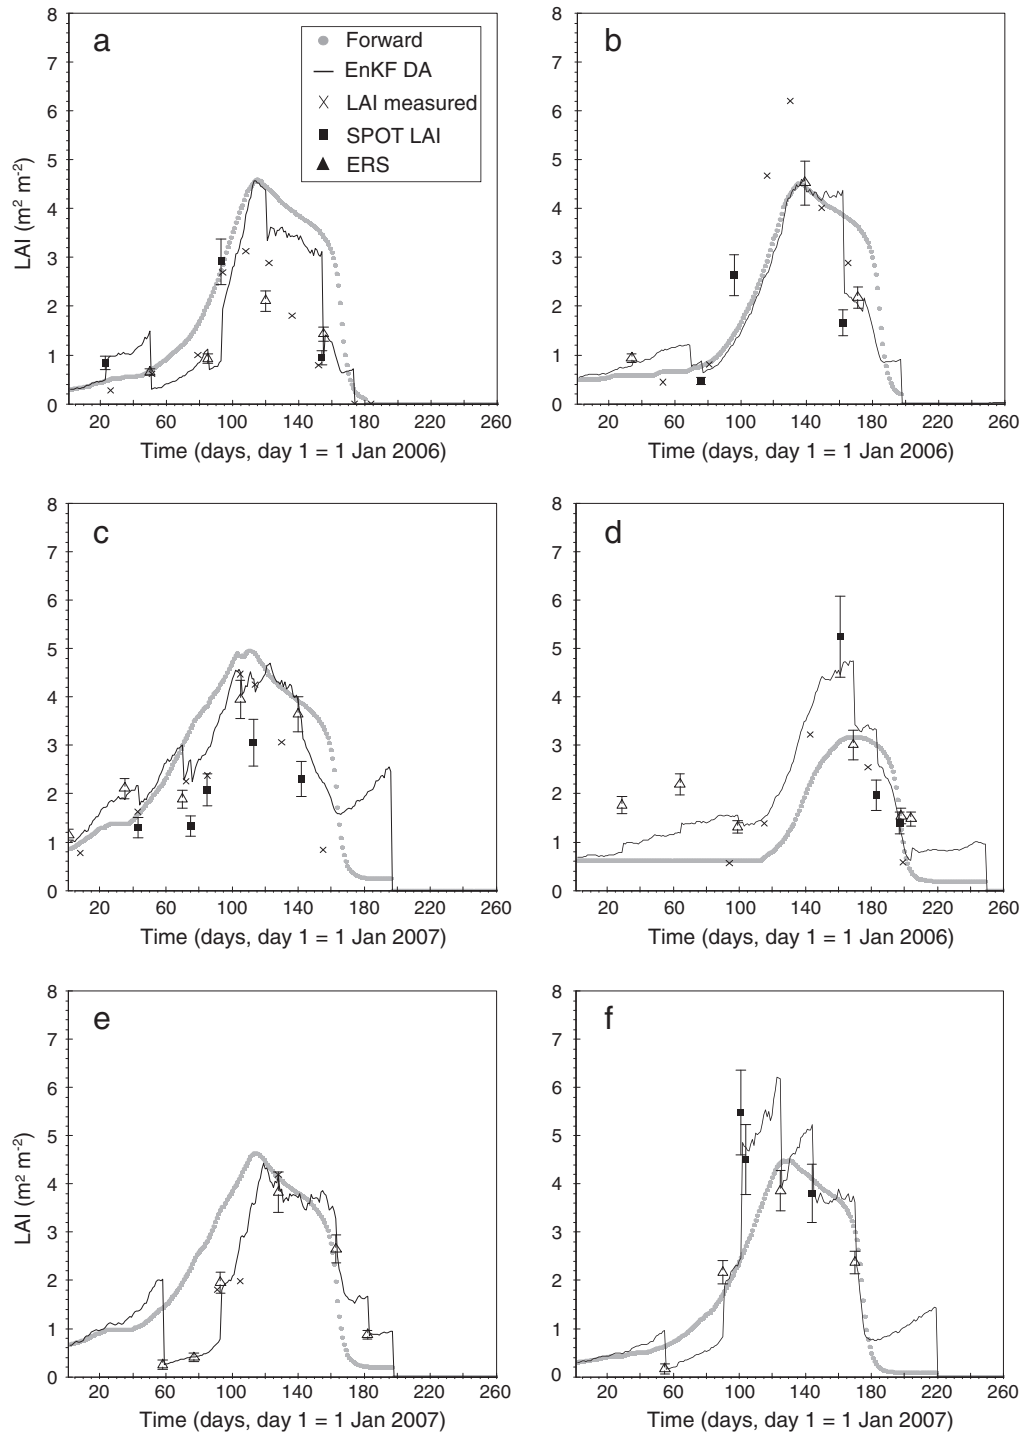 a
Forward
EnKF DA
LAI measured
SPOT LAI
ERS
8
7
6
5
4
3
2
1
0
LAI (m² m⁻²)
20 60 100 140 180 220 260
Time (days, day 1 = 1 Jan 2006)
b
8
7
6
5
4
3
2
1
0
20 60 100 140 180 220 260
Time (days, day 1 = 1 Jan 2006)
c
8
7
6
5
4
3
2
1
0
20 60 100 140 180 220 260
Time (days, day 1 = 1 Jan 2007)
d
8
7
6
5
4
3
2
1
0
20 60 100 140 180 220 260
Time (days, day 1 = 1 Jan 2006)
e
8
7
6
5
4
3
2
1
0
LAI (m² m⁻²)
20 60 100 140 180 220 260
Time (days, day 1 = 1 Jan 2007)
f
8
7
6
5
4
3
2
1
0
20 60 100 140 180 220 260
Time (days, day 1 = 1 Jan 2007)